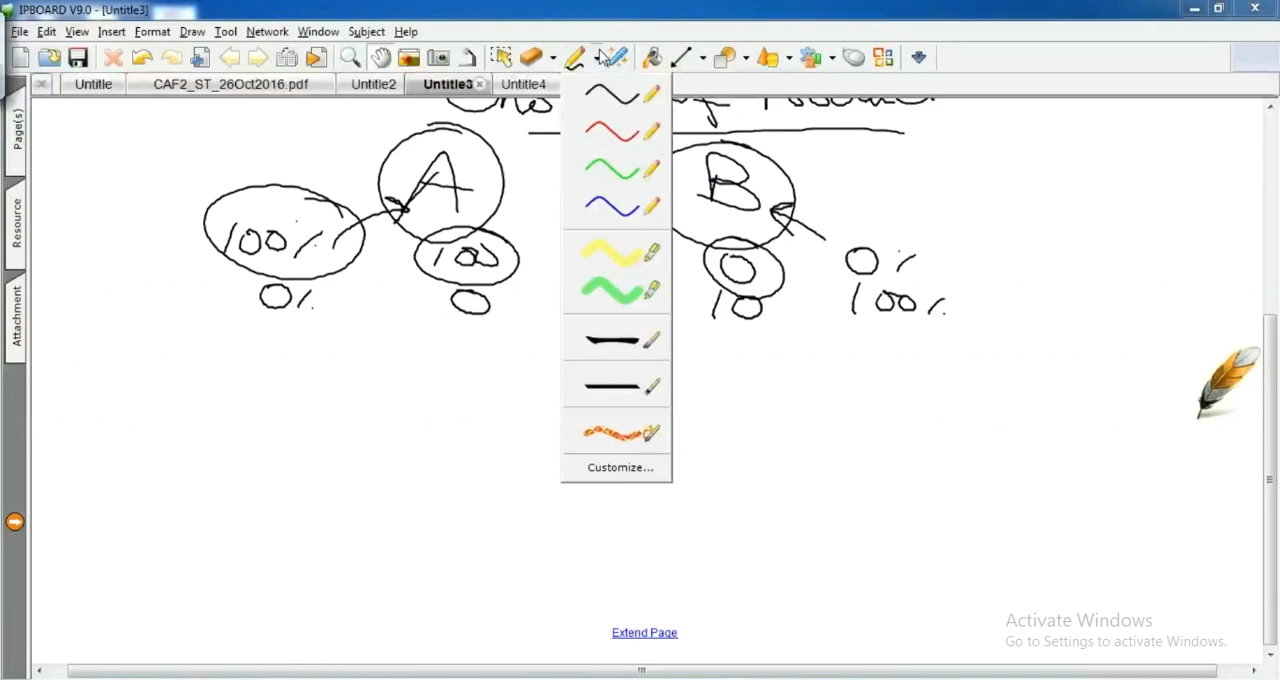 IPBOARD V9.0 - [Untitle3]
File Edit View Insert Format Draw Tool Network Window Subject Help
Untitle CAF2_ST_26Oct2016.pdf Untitle2 Untitle3 Untitle4
Page(s)
Resource
Attachment
A B
100% 100 0 0%
0% 0 10 100%
Customize...
Extend Page
Activate Windows
Go to Settings to activate Windows.